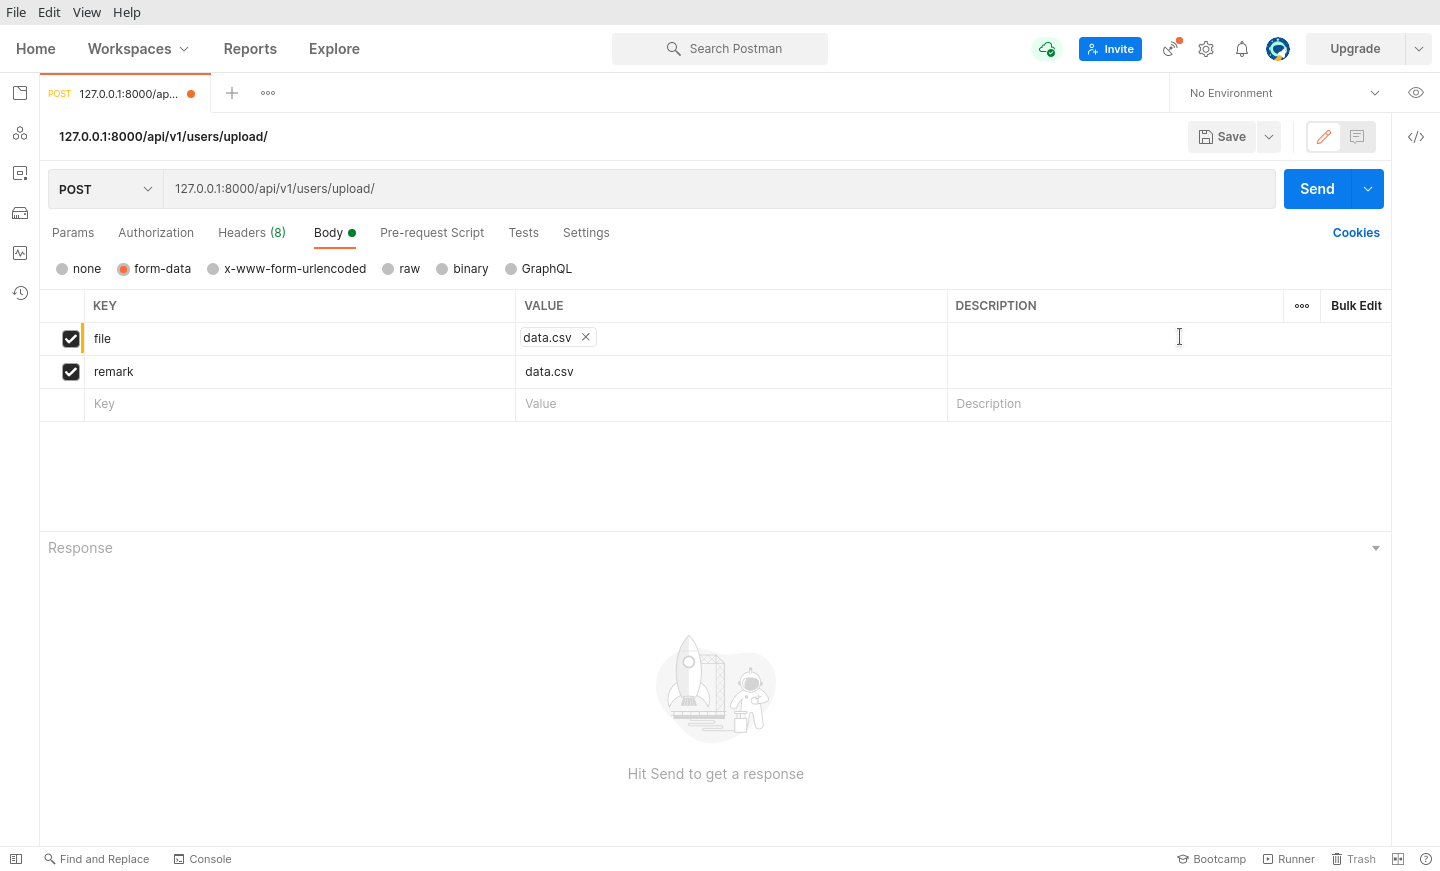 File Edit View Help
Home Workspaces Reports Explore Search Postman Invite Upgrade
POST 127.0.0.1:8000/ap... No Environment
127.0.0.1:8000/api/v1/users/upload/ Save
POST 127.0.0.1:8000/api/v1/users/upload/ Send
Params Authorization Headers (8) Body Pre-request Script Tests Settings Cookies
none form-data x-www-form-urlencoded raw binary GraphQL
KEY VALUE DESCRIPTION Bulk Edit
file data.csv
remark data.csv
Key Value Description
Response
Hit Send to get a response
Find and Replace Console Bootcamp Runner Trash